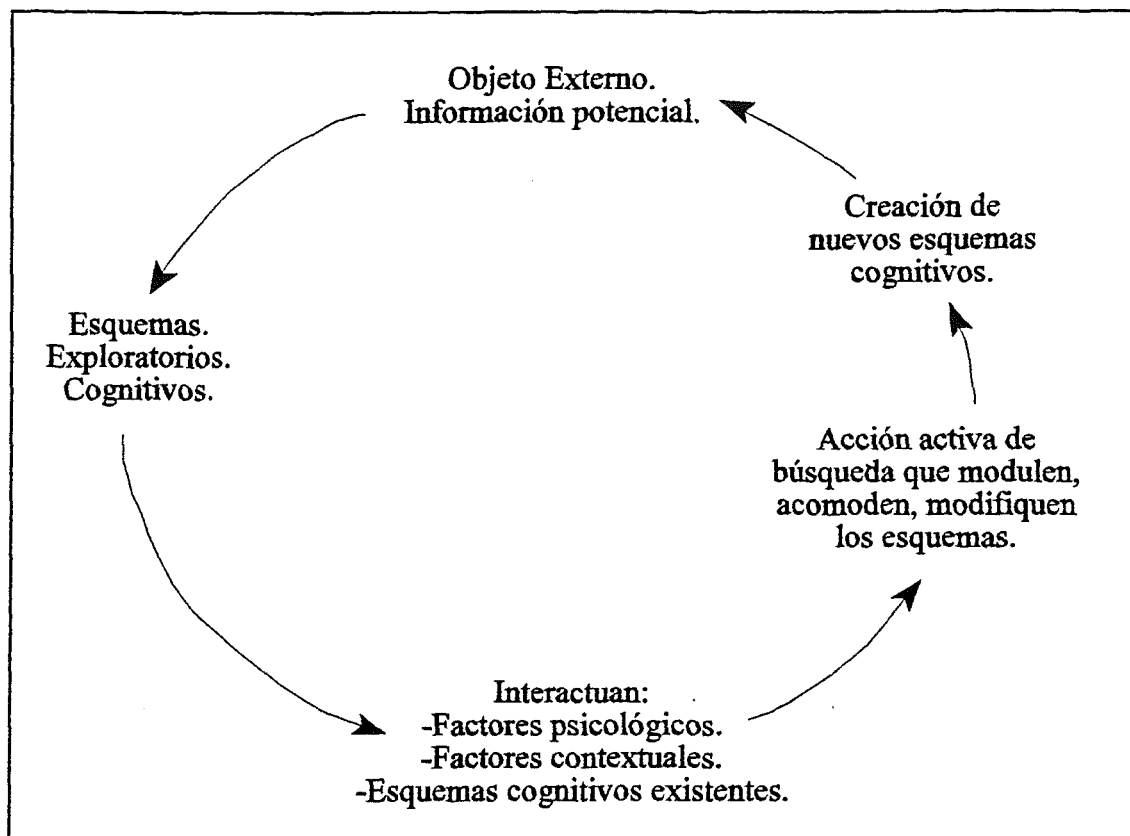 Objeto Externo.
Información potencial.
Esquemas.
Exploratorios.
Cognitivos.
Interactuan:
-Factores psicológicos.
-Factores contextuales.
-Esquemas cognitivos existentes.
Acción activa de
búsqueda que modulen,
acomoden, modifiquen
los esquemas.
Creación de
nuevos esquemas
cognitivos.